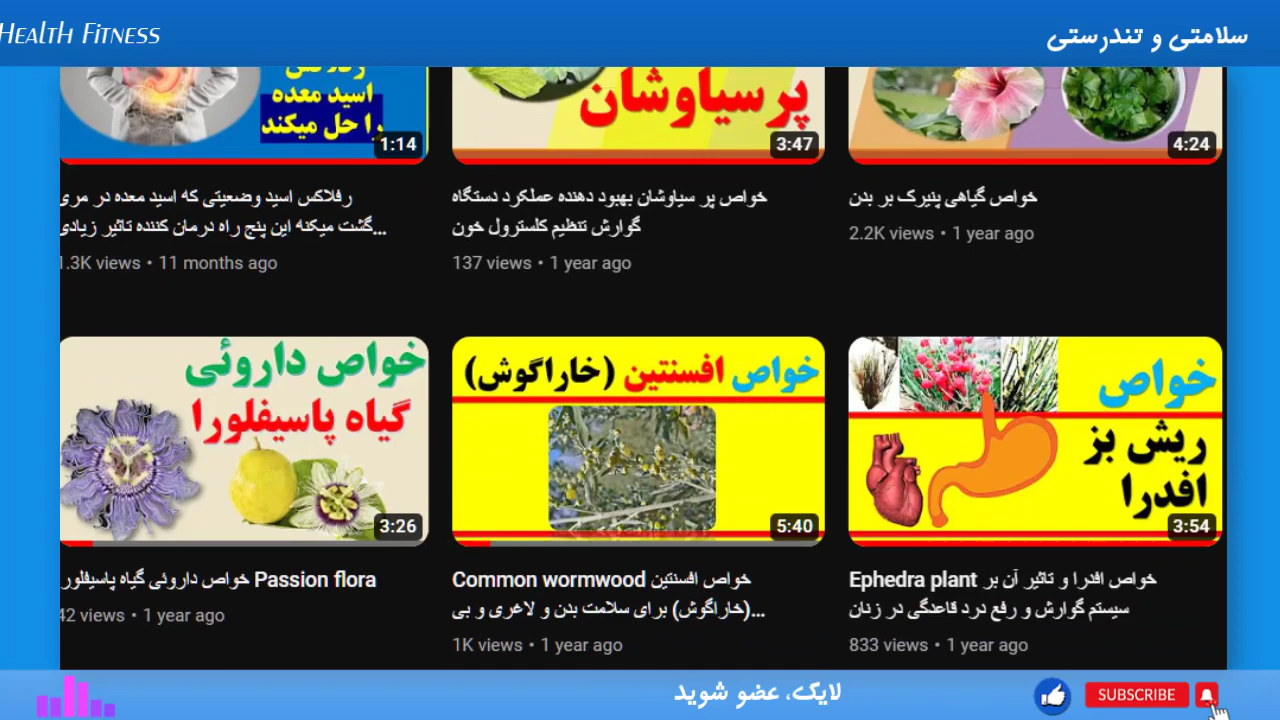 HEALTH FITNESS
سلامتی و تندرستی
اسید معده
را حل میکند
1:14
پرسیاوشان
3:47
4:24
رفلاکس اسید وضعیتی که اسید معده در مری
گشت میکنه این پنج راه درمان کننده تاثیر زیادی...
1.3K views • 11 months ago
خواص پر سیاوشان بهبود دهنده عملکرد دستگاه
گوارش تنظیم کلسترول خون
137 views • 1 year ago
خواص گیاهی پنیرک بر بدن
2.2K views • 1 year ago
خواص داروئی
گیاه پاسیفلورا
3:26
خواص افسنتین (خاراگوش)
5:40
خواص
ریش بز
افدرا
3:54
خواص داروئی گیاه پاسیفلور Passion flora
42 views • 1 year ago
Common wormwood خواص افسنتین
(خاراگوش) برای سلامت بدن و لاغری و بی...
1K views • 1 year ago
Ephedra plant خواص افدرا و تاثیر آن بر
سیستم گوارش و رفع درد قاعدگی در زنان
833 views • 1 year ago
لایک، عضو شوید
SUBSCRIBE